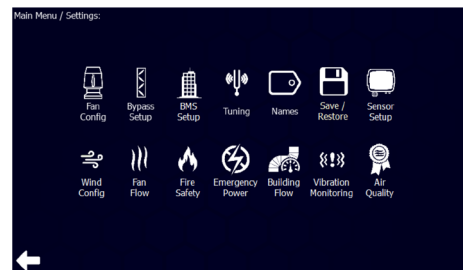 Main Menu / Settings:
Fan Config
Bypass Setup
BMS Setup
Tuning
Names
Save / Restore
Sensor Setup
Wind Config
Fan Flow
Fire Safety
Emergency Power
Building Flow
Vibration Monitoring
Air Quality